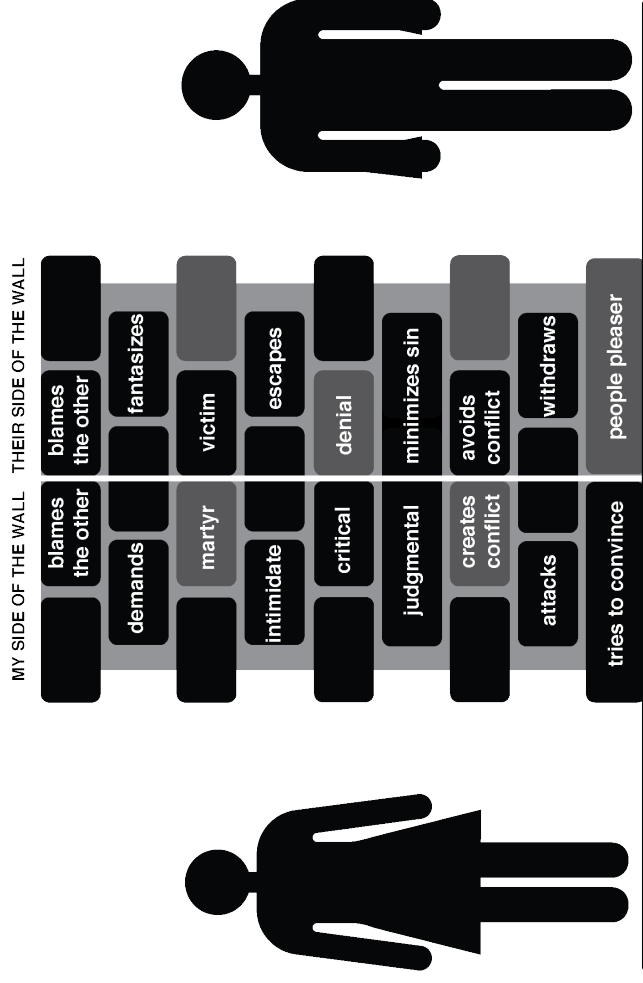 MY SIDE OF THE WALL
THEIR SIDE OF THE WALL
blames
the other
blames
the other
demands
fantasizes
martyr
victim
intimidate
escapes
critical
denial
judgmental
minimizes sin
creates
conflict
avoids
conflict
attacks
withdraws
tries to convince
people pleaser